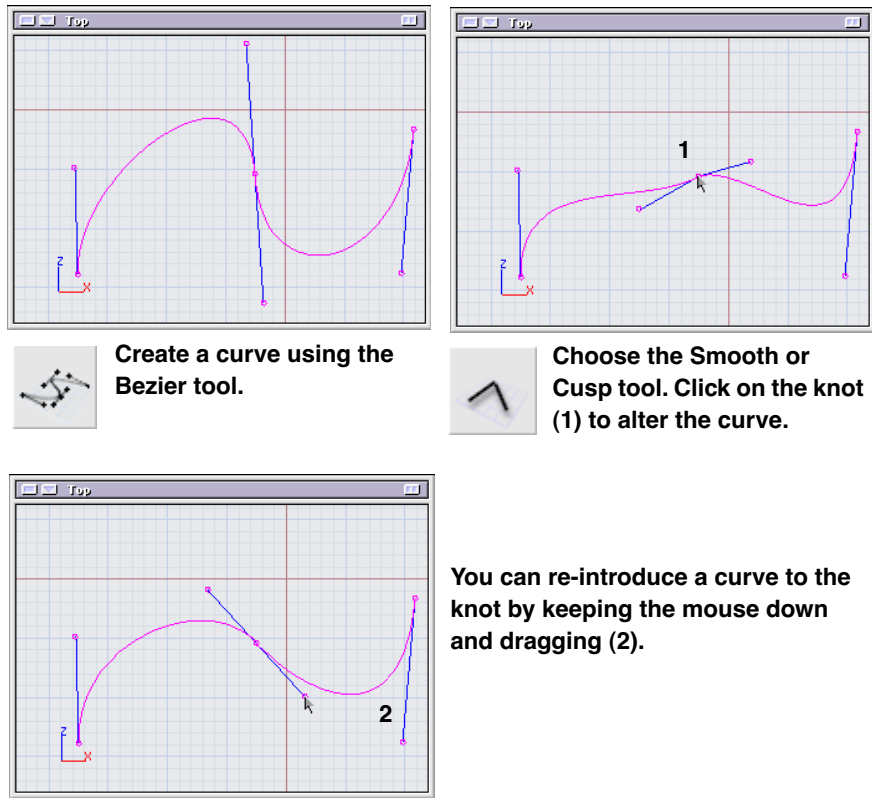 Top
Top
Z
X
1
Z
X
Create a curve using the
Bezier tool.
Choose the Smooth or
Cusp tool. Click on the knot
(1) to alter the curve.
Top
2
Z
X
You can re-introduce a curve to the
knot by keeping the mouse down
and dragging (2).